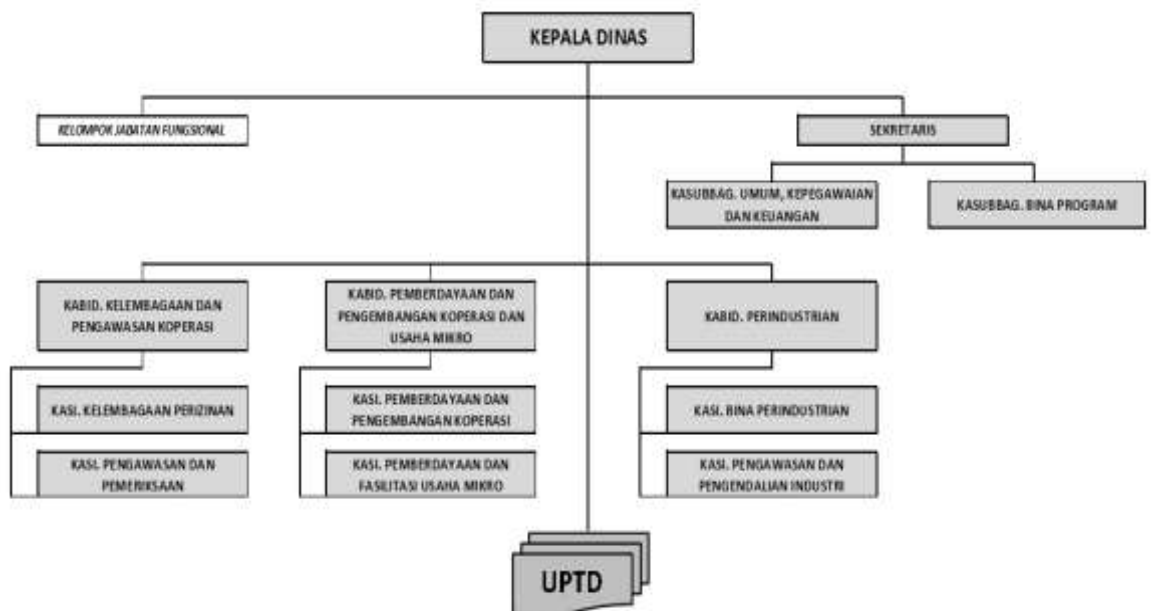 KEPALA DINAS
KELOMPOK JABATAN FUNGSIONAL
SEKRETARIS
KASUBBAG. UMUM, KEPEGAWAIAN
DAN KEUANGAN
KASUBBAG. BINA PROGRAM
KABID. KELEMBAGAAN DAN
PENGAWASAN KOPERASI
KABID. PEMBERDAYAAN DAN
PENGEMBANGAN KOPERASI DAN
USAHA MIKRO
KABID. PERINDUSTRIAN
KASI. KELEMBAGAAN PERIZINAN
KASI. PEMBERDAYAAN DAN
PENGEMBANGAN KOPERASI
KASI. BINA PERINDUSTRIAN
KASI. PENGAWASAN DAN
PEMERIKSAAN
KASI. PEMBERDAYAAN DAN
FASILITASI USAHA MIKRO
KASI. PENGAWASAN DAN
PENGENDALIAN INDUSTRI
UPTD